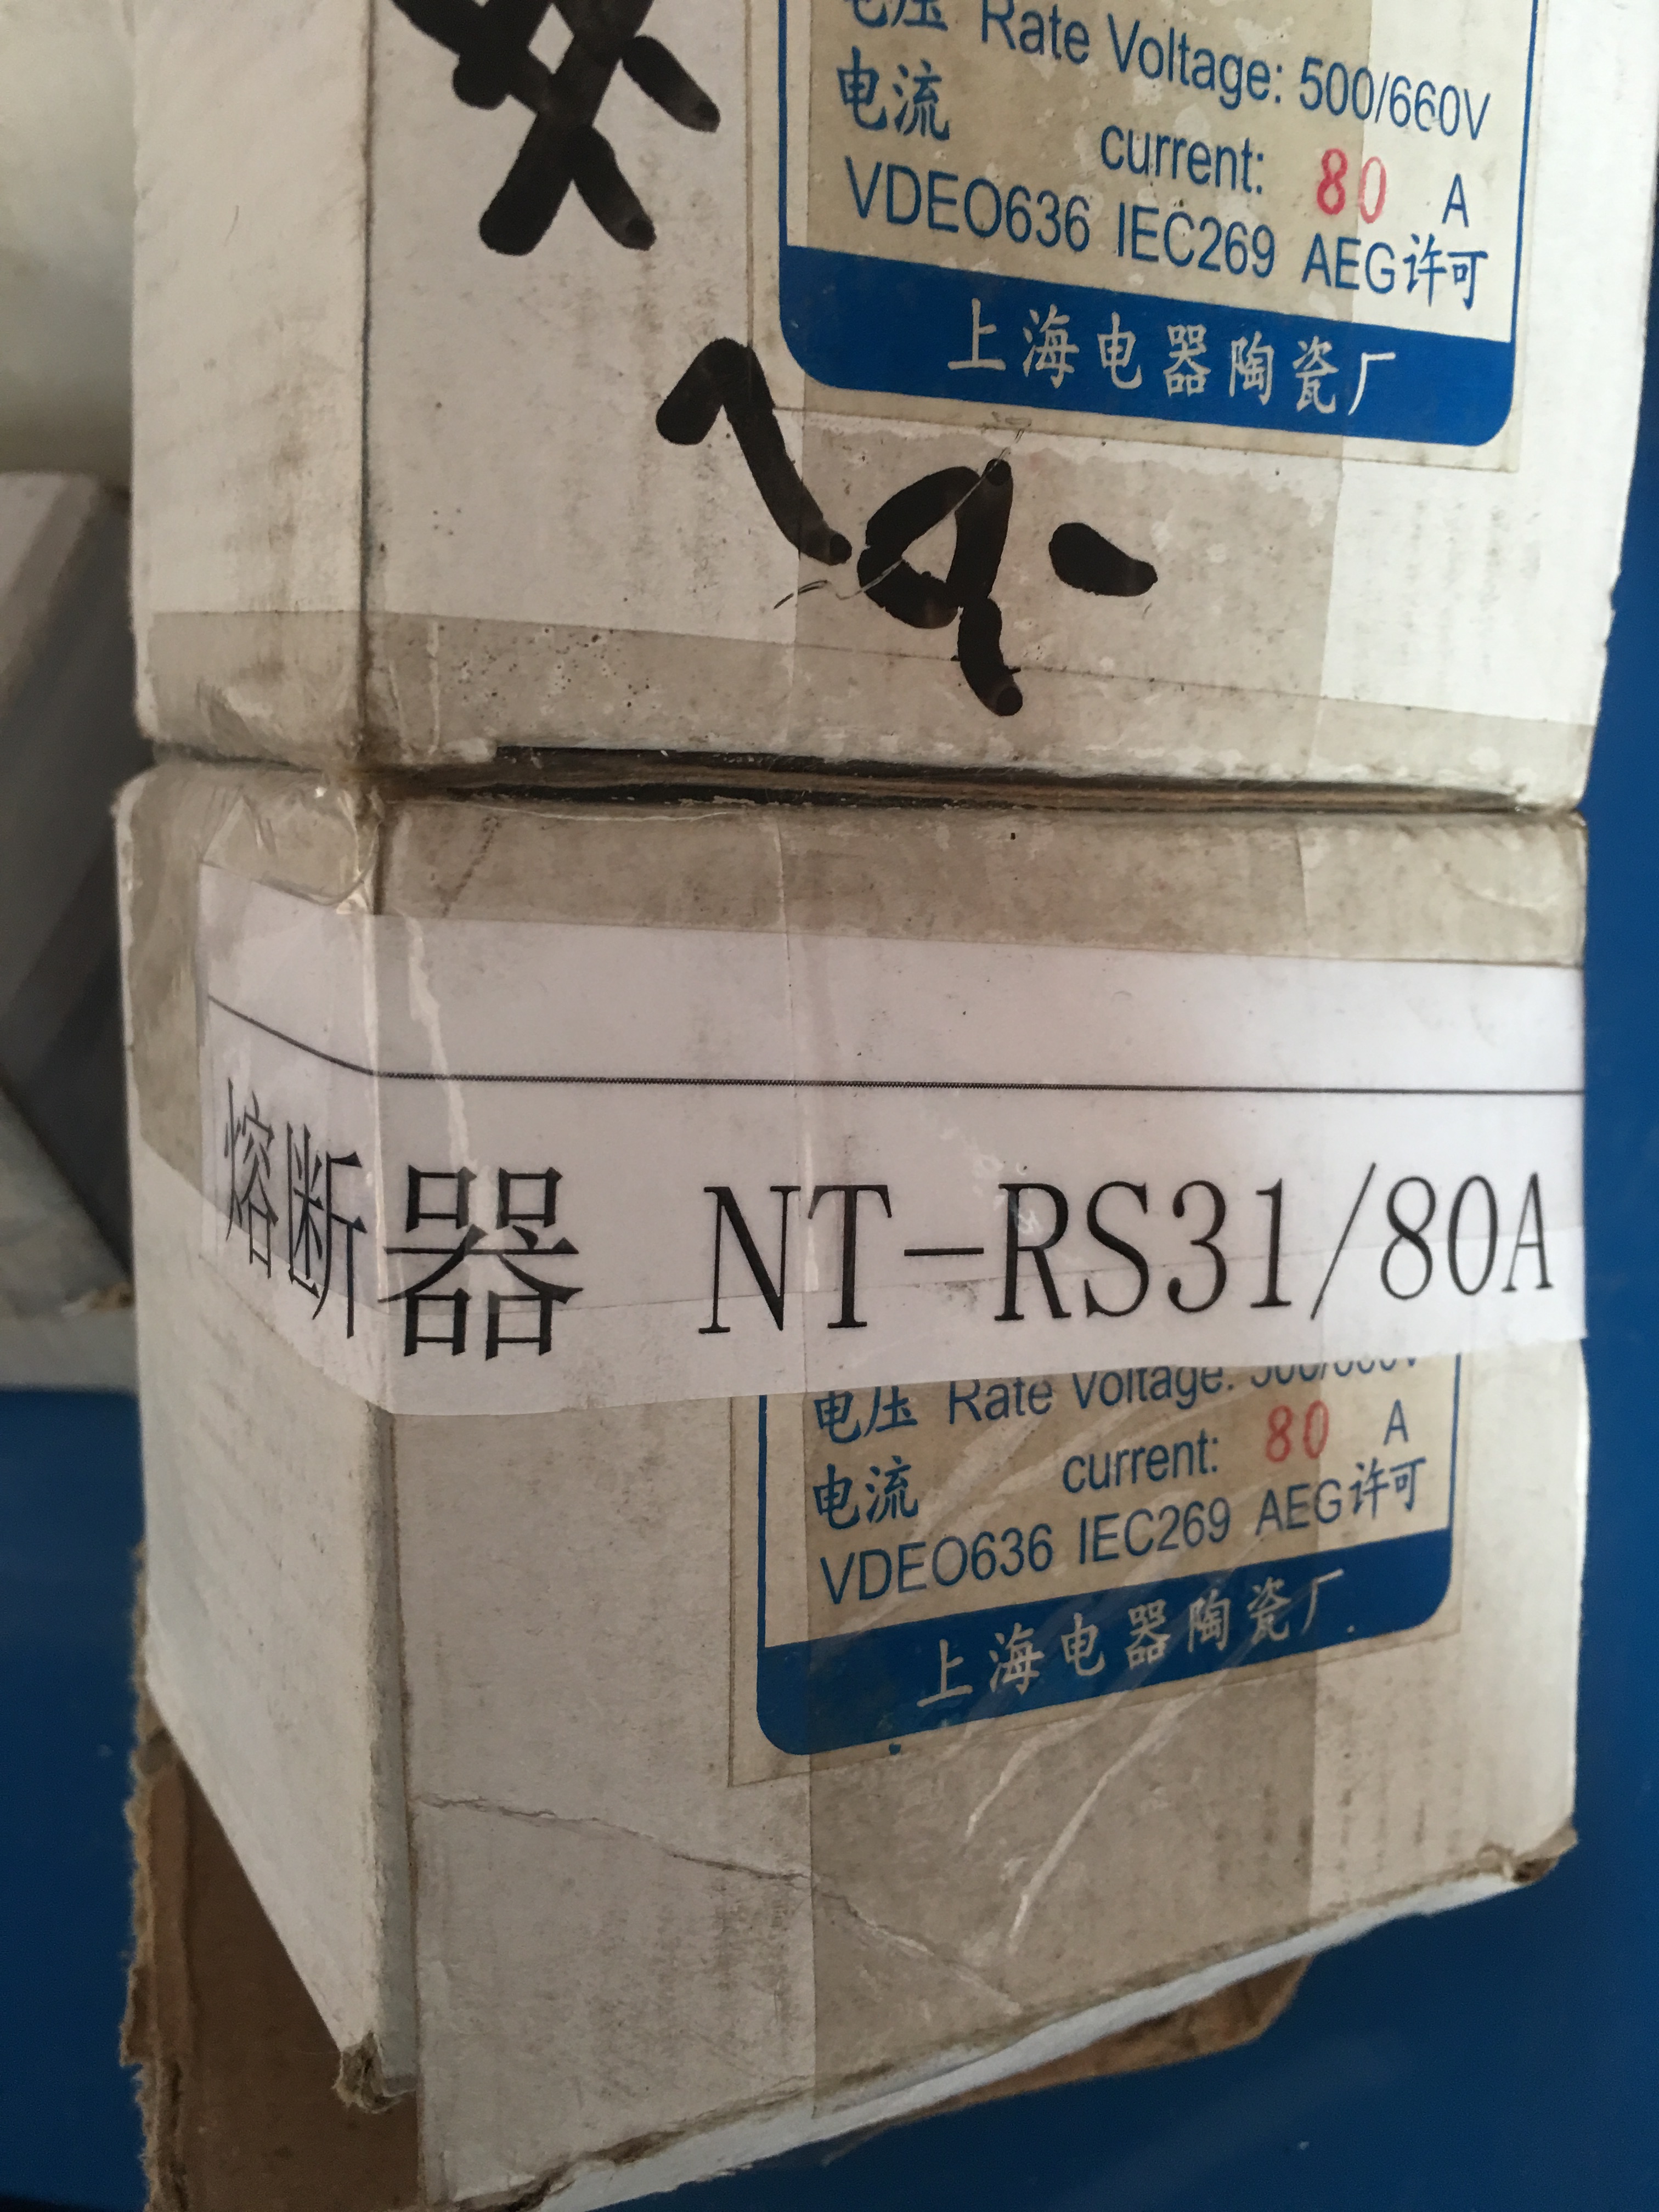 电压 Rate Voltage: 500/660V
电流 current: 80 A
VDEO636 IEC269 AEG许可
上海电器陶瓷厂
熔断器 NT-RS31/80A
电压 Rate Voltage: 500/660V
电流 current: 80 A
VDEO636 IEC269 AEG许可
上海电器陶瓷厂